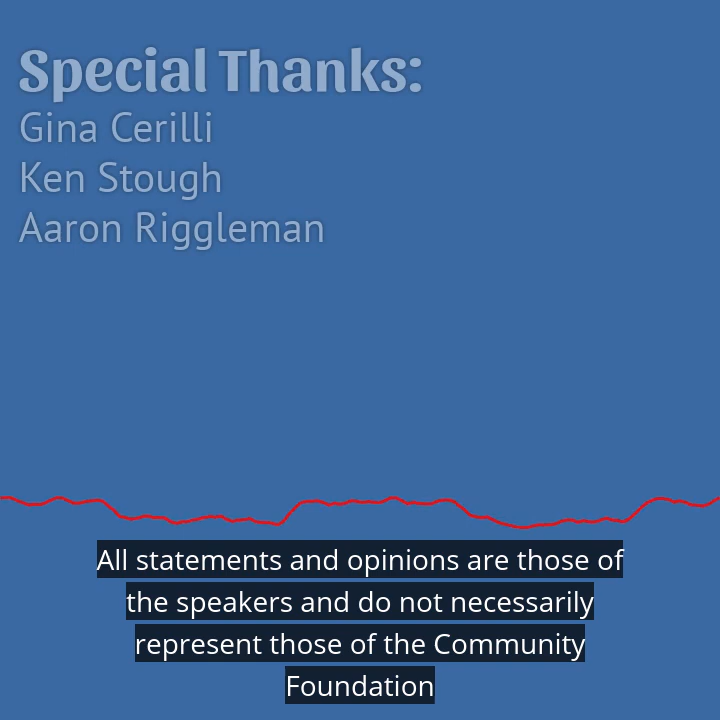 Special Thanks:
Gina Cerilli
Ken Stough
Aaron Riggleman
All statements and opinions are those of
the speakers and do not necessarily
represent those of the Community
Foundation